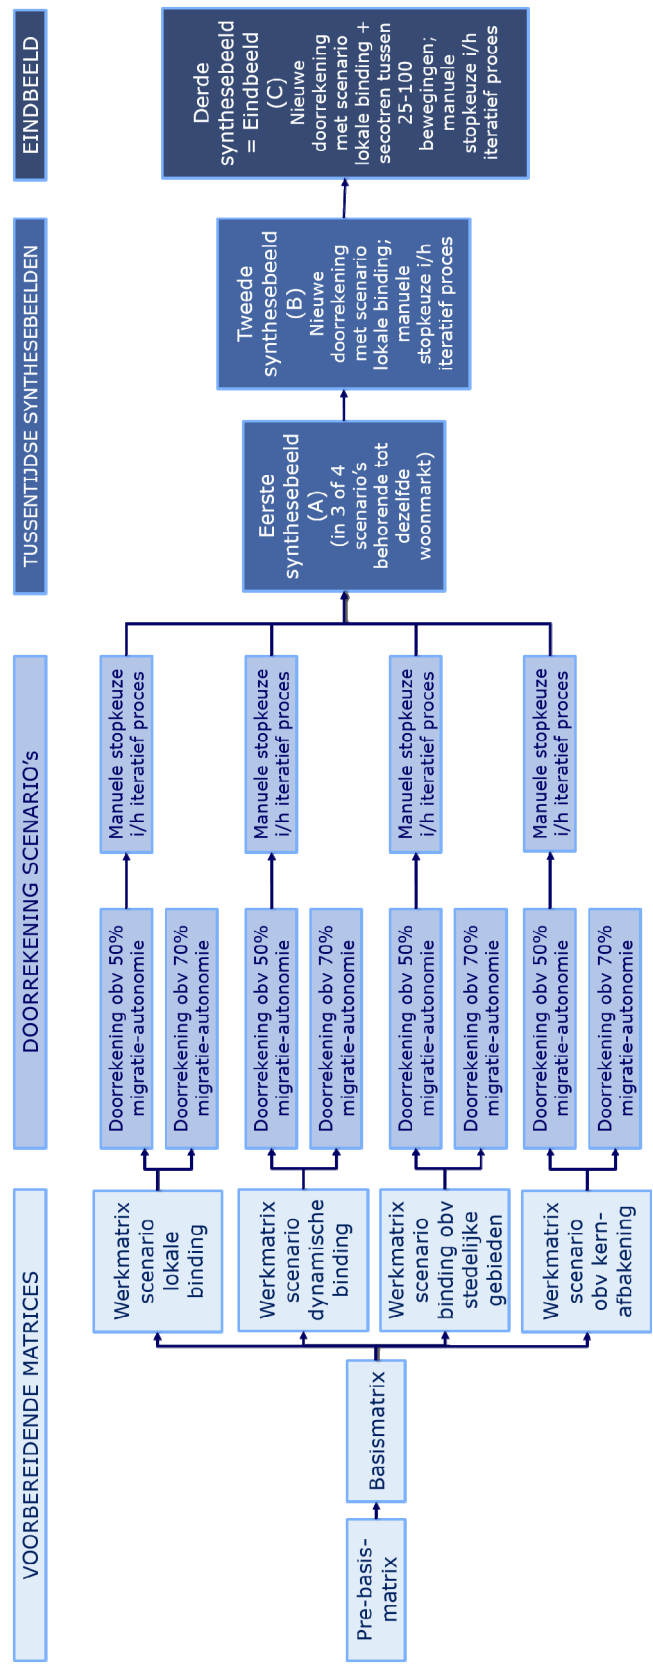 VOORBEREIDENDE MATRICES
DOORREKENING SCENARIO's
TUSSENTIJDSE SYNTHESEBEELDEN
EINDBEELD
Pre-basis-
matrix
Basismatrix
Werkmatrix
scenario
lokale
binding
Werkmatrix
scenario
dynamische
binding
Werkmatrix
scenario
binding obv
stedelijke
gebieden
Werkmatrix
scenario
obv kern-
afbakening
Doorrekening obv 50%
migratie-autonomie
Doorrekening obv 70%
migratie-autonomie
Doorrekening obv 50%
migratie-autonomie
Doorrekening obv 70%
migratie-autonomie
Doorrekening obv 50%
migratie-autonomie
Doorrekening obv 70%
migratie-autonomie
Doorrekening obv 50%
migratie-autonomie
Doorrekening obv 70%
migratie-autonomie
Manuele stopkeuze
i/h iteratief proces
Manuele stopkeuze
i/h iteratief proces
Manuele stopkeuze
i/h iteratief proces
Manuele stopkeuze
i/h iteratief proces
Eerste
synthesebeeld
(A)
(in 3 of 4
scenario's
behorende tot
dezelfde
woonmarkt)
Tweede
synthesebeeld
(B)
Nieuwe
doorrekening
met scenario
lokale binding;
manuele
stopkeuze i/h
iteratief proces
Derde
synthesebeeld
= Eindbeeld
(C)
Nieuwe
doorrekening
met scenario
lokale binding +
secotren tussen
25-100
bewegingen;
manuele
stopkeuze i/h
iteratief proces